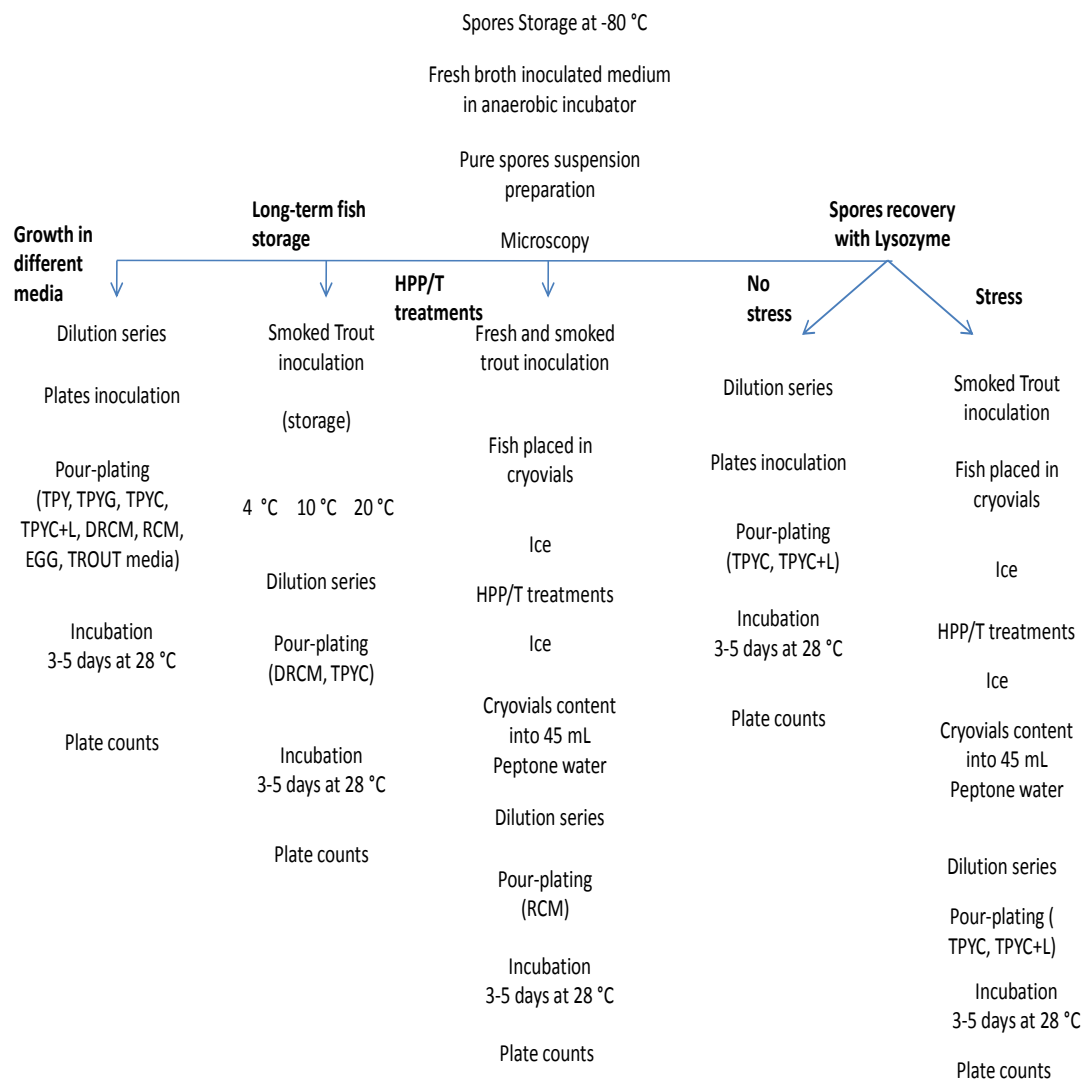 Spores Storage at -80 °C
Fresh broth inoculated medium
in anaerobic incubator
Pure spores suspension
preparation
Microscopy
Growth in
different
media
Dilution series
Plates inoculation
Pour-plating
(TPY, TPYG, TPYC,
TPYC+L, DRCM, RCM,
EGG, TROUT media)
Incubation
3-5 days at 28 °C
Plate counts
Long-term fish
storage
Smoked Trout
inoculation
(storage)
4 °C 10 °C 20 °C
Dilution series
Pour-plating
(DRCM, TPYC)
Incubation
3-5 days at 28 °C
Plate counts
HPP/T
treatments
Fresh and smoked
trout inoculation
Fish placed in
cryovials
Ice
HPP/T treatments
Ice
Cryovials content
into 45 mL
Peptone water
Dilution series
Pour-plating
(RCM)
Incubation
3-5 days at 28 °C
Plate counts
Spores recovery
with Lysozyme
No
stress
Dilution series
Plates inoculation
Pour-plating
(TPYC, TPYC+L)
Incubation
3-5 days at 28 °C
Plate counts
Stress
Smoked Trout
inoculation
Fish placed in
cryovials
Ice
HPP/T treatments
Ice
Cryovials content
into 45 mL
Peptone water
Dilution series
Pour-plating (
TPYC, TPYC+L)
Incubation
3-5 days at 28 °C
Plate counts